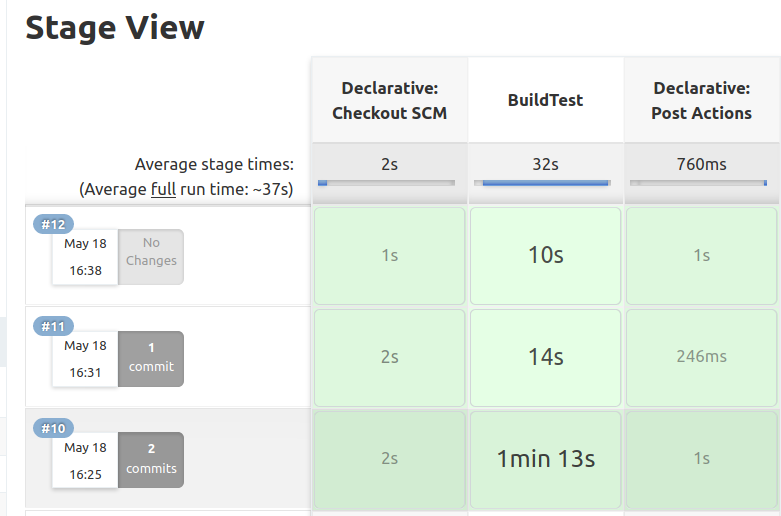 Stage View
Declarative:
Checkout SCM
BuildTest
Declarative:
Post Actions
Average stage times:
(Average full run time: ~37s)
2s
32s
760ms
#12
May 18
16:38
No
Changes
1s
10s
1s
#11
May 18
16:31
1
commit
2s
14s
246ms
#10
May 18
16:25
2
commits
2s
1min 13s
1s